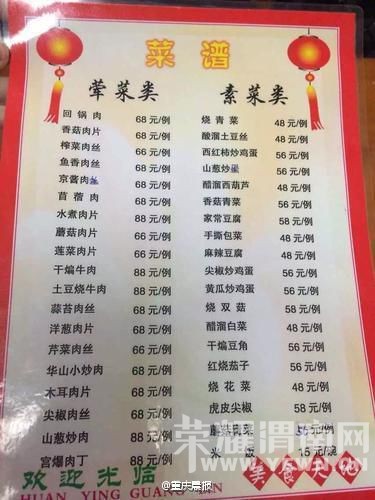 菜谱
荤菜类
回锅肉 68元/例
香菇肉片 68元/例
榨菜肉丝 66元/例
鱼香肉丝 68元/例
京酱肉丝 68元/例
苜蓿肉 68元/例
水煮肉片 88元/例
蘑菇肉片 66元/例
莲菜肉片 66元/例
干煸牛肉 88元/例
土豆烧牛肉 88元/例
蒜苔肉丝 68元/例
洋葱肉片 68元/例
芹菜肉丝 66元/例
华山小炒肉 68元/例
木耳肉片 68元/例
尖椒肉丝 68元/例
山葱炒肉 88元/例
宫爆肉丁 88元/例
素菜类
烧青菜 48元/例
酸溜土豆丝 48元/例
西红柿炒鸡蛋 56元/例
山葱炒蛋 56元/例
醋溜西葫芦 48元/例
香菇青菜 56元/例
家常豆腐 58元/例
手撕包菜 48元/例
麻辣豆腐 48元/例
尖椒炒鸡蛋 56元/例
黄瓜炒鸡蛋 56元/例
烧双菇 58元/例
醋溜白菜 48元/例
干煸豆角 56元/例
红烧茄子 56元/例
烧花菜 48元/例
虎皮尖椒 58元/例
青菜 56元/例
欢迎光临
HUAN YING GUANG
美食天地
荣耀渭南网
@重庆晨报